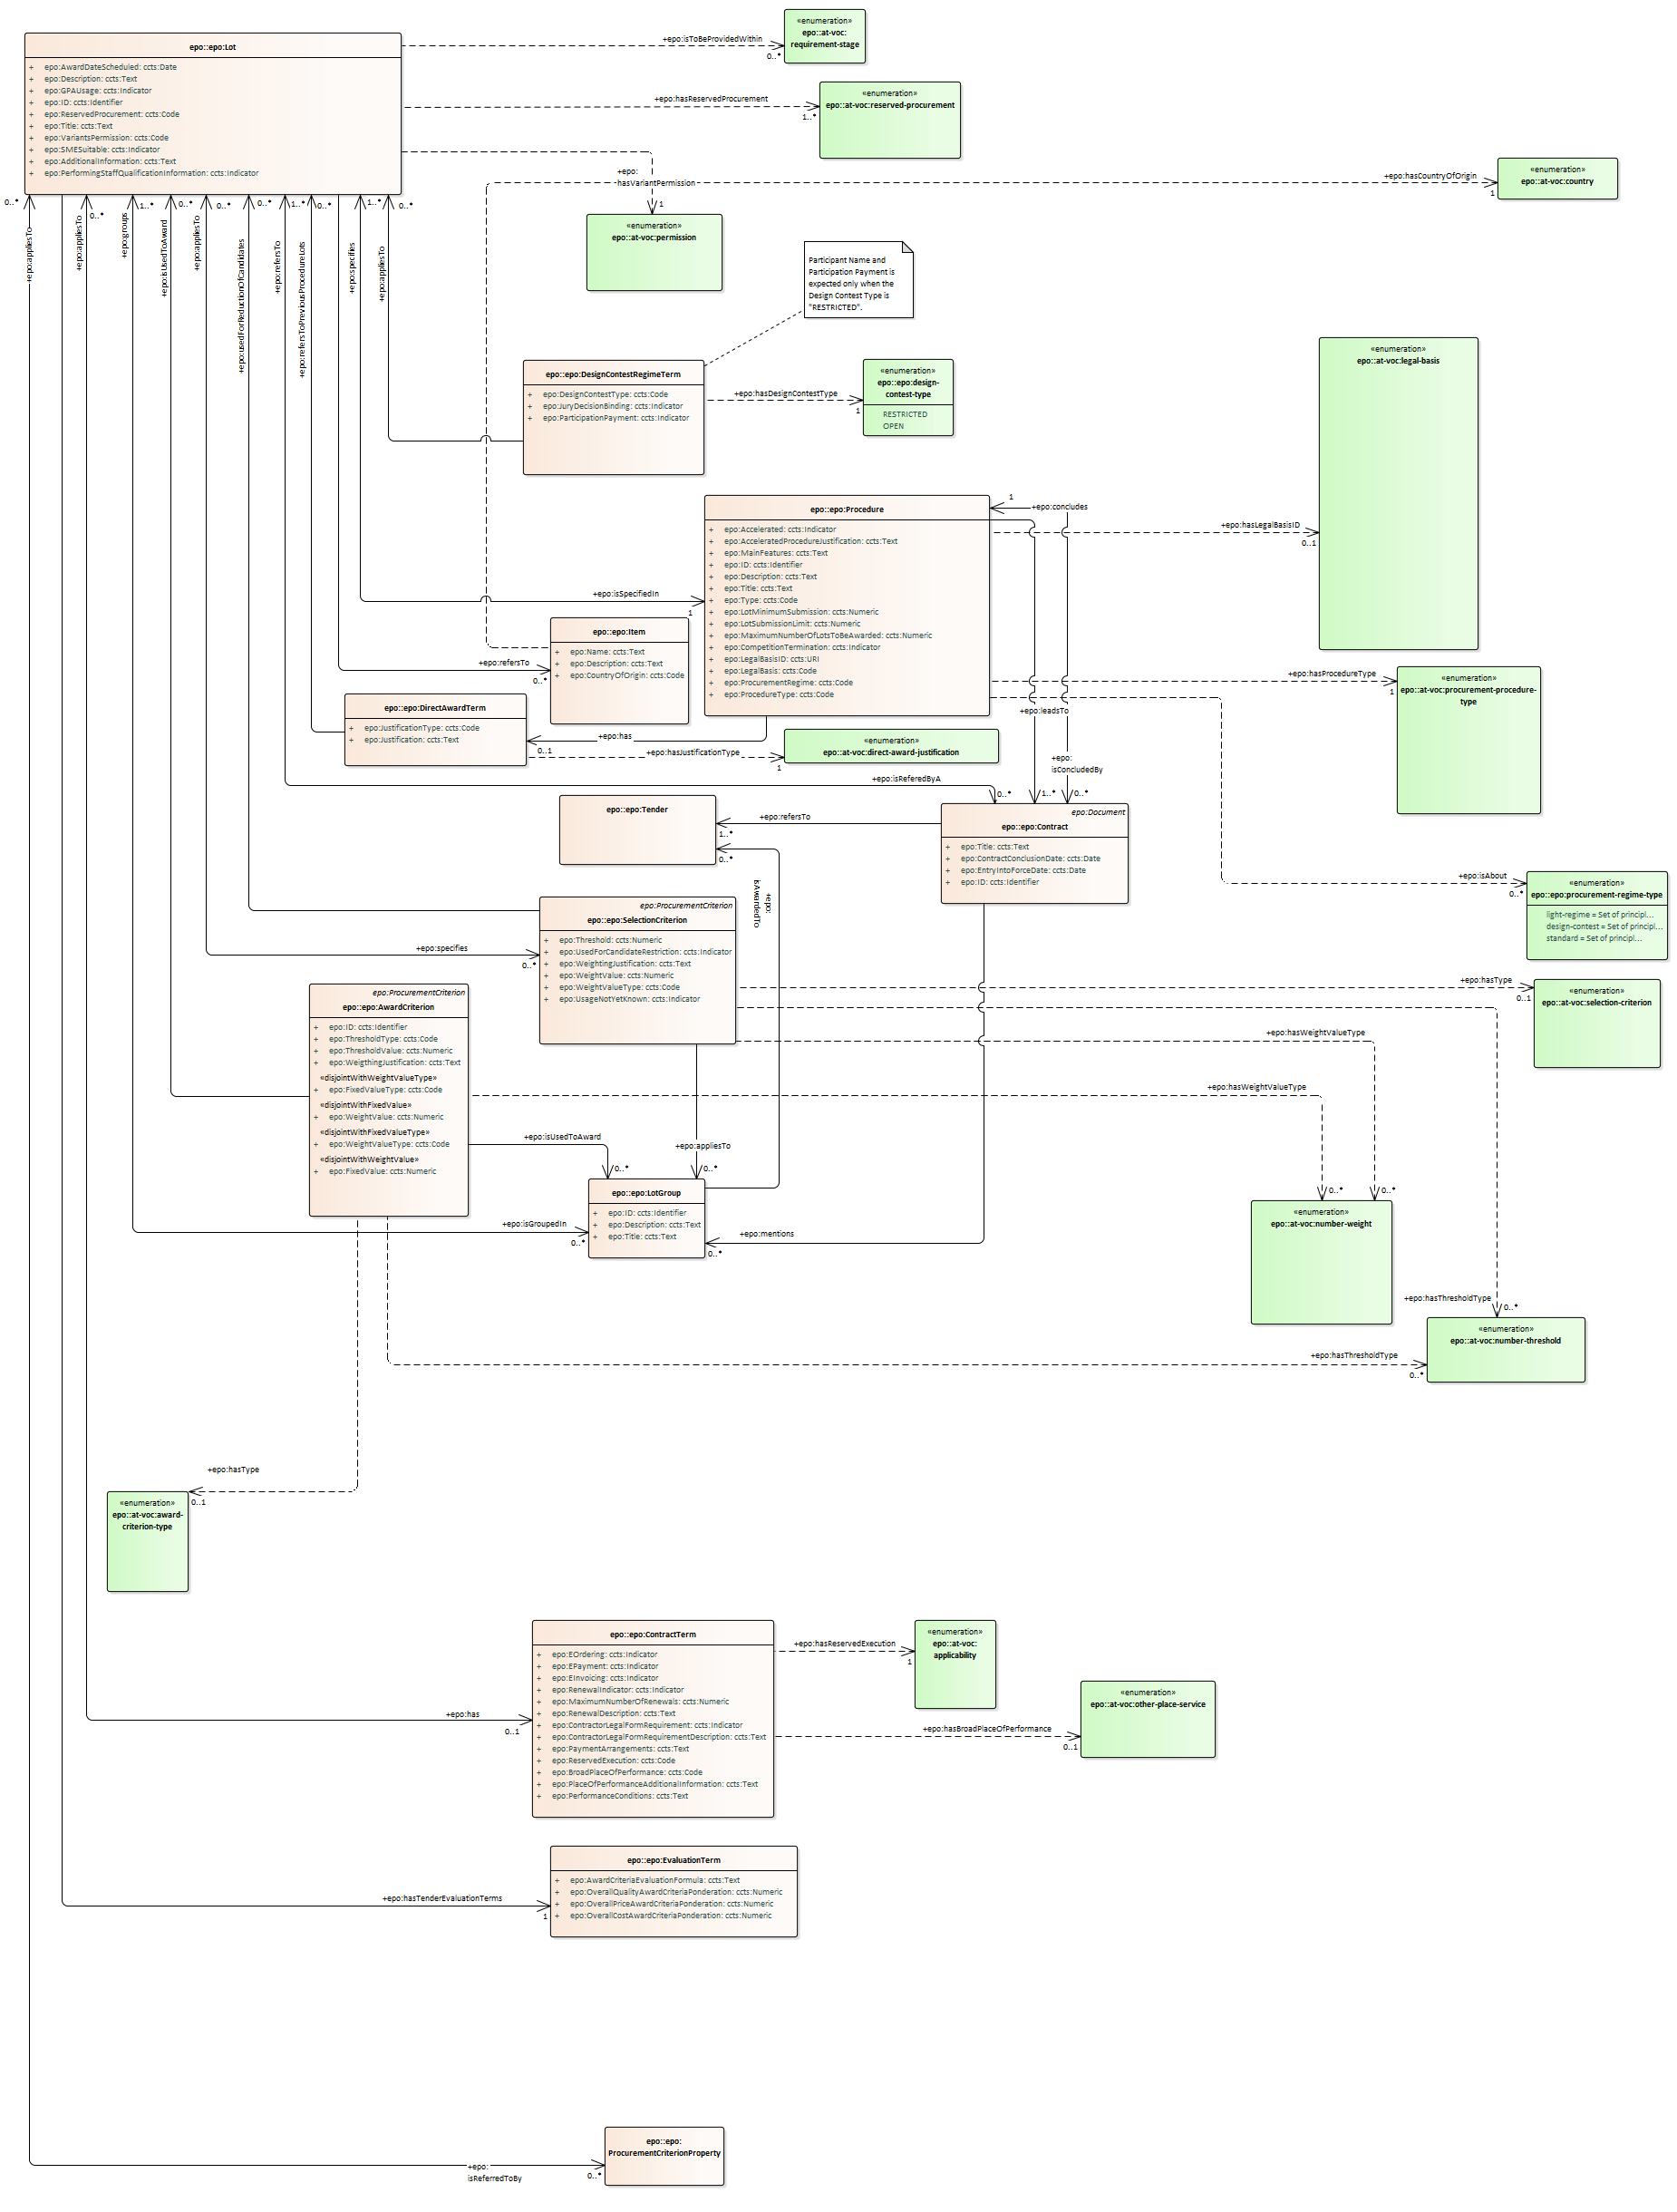 epo::epo:Lot
+ epo:AwardDateScheduled: ccts:Date
+ epo:Description: ccts:Text
+ epo:GPAUsage: ccts:Indicator
+ epo:ID: ccts:Identifier
+ epo:ReservedProcurement: ccts:Code
+ epo:Title: ccts:Text
+ epo:VariantsPermission: ccts:Code
+ epo:SMESuitable: ccts:Indicator
+ epo:AdditionalInformation: ccts:Text
+ epo:PerformingStaffQualificationInformation: ccts:Indicator
+epo:isToBeProvidedWithin
0..*
«enumeration»
epo::at-voc:
requirement-stage
+epo:hasReservedProcurement
1..*
«enumeration»
epo::at-voc:reserved-procurement
+epo:
hasVariantPermission
1
«enumeration»
epo::at-voc:permission
+epo:hasCountryOfOrigin
1
«enumeration»
epo::at-voc:country
0..*
+epo:appliesTo
+epo:appliesTo
0..*
+epo:groups
1..*
+epo:isUsedToAward
0..*
+epo:appliesTo
0..*
+epo:usedForReductionOfCandidates
0..*
+epo:refersTo
1..*
+epo:refersToPreviousProcedureLots
0..*
+epo:specifies
1..*
+epo:appliesTo
0..*
Participant Name and
Participation Payment is
expected only when the
Design Contest Type is
"RESTRICTED".
epo::epo:DesignContestRegimeTerm
+ epo:DesignContestType: ccts:Code
+ epo:JuryDecisionBinding: ccts:Indicator
+ epo:ParticipationPayment: ccts:Indicator
+epo:hasDesignContestType
1
«enumeration»
epo::epo:design-
contest-type
RESTRICTED
OPEN
«enumeration»
epo::at-voc:legal-basis
epo::epo:Procedure
+ epo:Accelerated: ccts:Indicator
+ epo:AcceleratedProcedureJustification: ccts:Text
+ epo:MainFeatures: ccts:Text
+ epo:ID: ccts:Identifier
+ epo:Description: ccts:Text
+ epo:Title: ccts:Text
+ epo:Type: ccts:Code
+ epo:LotMinimumSubmission: ccts:Numeric
+ epo:LotSubmissionLimit: ccts:Numeric
+ epo:MaximumNumberOfLotsToBeAwarded: ccts:Numeric
+ epo:CompetitionTermination: ccts:Indicator
+ epo:LegalBasisID: ccts:URI
+ epo:LegalBasis: ccts:Code
+ epo:ProcurementRegime: ccts:Code
+ epo:ProcedureType: ccts:Code
1
+epo:concludes
+epo:hasLegalBasisID
0..1
+epo:isSpecifiedIn
1
epo::epo:Item
+ epo:Name: ccts:Text
+ epo:Description: ccts:Text
+ epo:CountryOfOrigin: ccts:Code
+epo:refersTo
0..*
+epo:hasProcedureType
1
«enumeration»
epo::at-voc:procurement-procedure-
type
epo::epo:DirectAwardTerm
+ epo:JustificationType: ccts:Code
+ epo:Justification: ccts:Text
+epo:has
0..1
+epo:hasJustificationType
1
«enumeration»
epo::at-voc:direct-award-justification
+epo:leadsTo
1..*
+epo:
isConcludedBy
0..*
+epo:isReferedByA
0..*
epo::epo:Tender
+epo:refersTo
1..*
0..*
epo:Document
epo::epo:Contract
+ epo:Title: ccts:Text
+ epo:ContractConclusionDate: ccts:Date
+ epo:EntryIntoForceDate: ccts:Date
+ epo:ID: ccts:Identifier
+epo:
isAwardedTo
+epo:isAbout
0..*
«enumeration»
epo::epo:procurement-regime-type
light-regime = Set of principl...
design-contest = Set of principl...
standard = Set of principl...
epo:ProcurementCriterion
epo::epo:SelectionCriterion
+ epo:Threshold: ccts:Numeric
+ epo:UsedForCandidateRestriction: ccts:Indicator
+ epo:WeightingJustification: ccts:Text
+ epo:WeightValue: ccts:Numeric
+ epo:WeightValueType: ccts:Code
+ epo:UsageNotYetKnown: ccts:Indicator
+epo:specifies
0..*
+epo:hasType
0..1
«enumeration»
epo::at-voc:selection-criterion
epo:ProcurementCriterion
epo::epo:AwardCriterion
+ epo:ID: ccts:Identifier
+ epo:ThresholdType: ccts:Code
+ epo:ThresholdValue: ccts:Numeric
+ epo:WeigthingJustification: ccts:Text
«disjointWithWeightValueType»
+ epo:FixedValueType: ccts:Code
«disjointWithFixedValue»
+ epo:WeightValue: ccts:Numeric
«disjointWithFixedValueType»
+ epo:WeightValueType: ccts:Code
«disjointWithWeightValue»
+ epo:FixedValue: ccts:Numeric
+epo:hasWeightValueType
0..*
+epo:hasWeightValueType
0..*
+epo:isUsedToAward
0..*
+epo:appliesTo
0..*
epo::epo:LotGroup
+ epo:ID: ccts:Identifier
+ epo:Description: ccts:Text
+ epo:Title: ccts:Text
+epo:isGroupedIn
0..*
+epo:mentions
0..*
«enumeration»
epo::at-voc:number-weight
+epo:hasThresholdType
0..*
«enumeration»
epo::at-voc:number-threshold
+epo:hasThresholdType
0..*
+epo:hasType
0..1
«enumeration»
epo::at-voc:award-
criterion-type
epo::epo:ContractTerm
+ epo:EOrdering: ccts:Indicator
+ epo:EPayment: ccts:Indicator
+ epo:EInvoicing: ccts:Indicator
+ epo:RenewalIndicator: ccts:Indicator
+ epo:MaximumNumberOfRenewals: ccts:Numeric
+ epo:RenewalDescription: ccts:Text
+ epo:ContractorLegalFormRequirement: ccts:Indicator
+ epo:ContractorLegalFormRequirementDescription: ccts:Text
+ epo:PaymentArrangements: ccts:Text
+ epo:ReservedExecution: ccts:Code
+ epo:BroadPlaceOfPerformance: ccts:Code
+ epo:PlaceOfPerformanceAdditionalInformation: ccts:Text
+ epo:PerformanceConditions: ccts:Text
+epo:has
0..1
+epo:hasReservedExecution
1
«enumeration»
epo::at-voc:
applicability
+epo:hasBroadPlaceOfPerformance
0..1
«enumeration»
epo::at-voc:other-place-service
epo::epo:EvaluationTerm
+ epo:AwardCriteriaEvaluationFormula: ccts:Text
+ epo:OverallQualityAwardCriteriaPonderation: ccts:Numeric
+ epo:OverallPriceAwardCriteriaPonderation: ccts:Numeric
+ epo:OverallCostAwardCriteriaPonderation: ccts:Numeric
+epo:hasTenderEvaluationTerms
1
epo::epo:
ProcurementCriterionProperty
+epo:
isReferredToBy
0..*